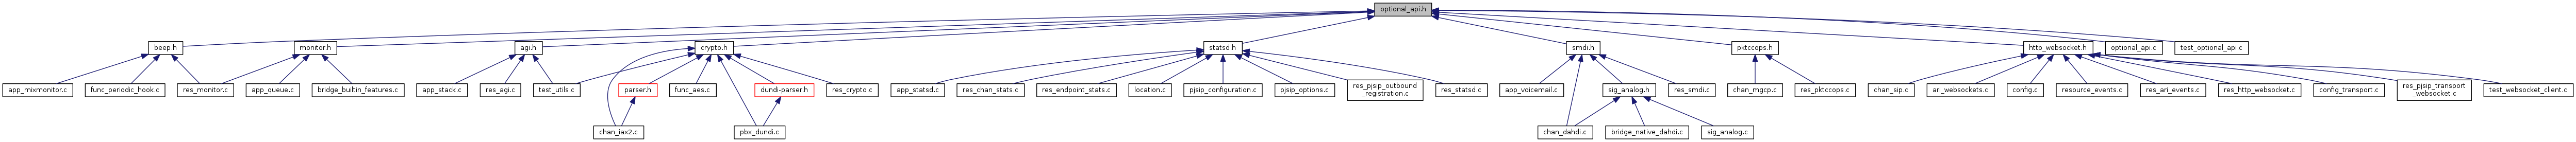 optional_api.h
beep.h
monitor.h
agi.h
crypto.h
statsd.h
smdi.h
pktccops.h
http_websocket.h
optional_api.c
test_optional_api.c
app_mixmonitor.c
func_periodic_hook.c
res_monitor.c
app_queue.c
bridge_builtin_features.c
app_stack.c
res_agi.c
test_utils.c
parser.h
func_aes.c
dundi-parser.h
res_crypto.c
app_statsd.c
res_chan_stats.c
res_endpoint_stats.c
location.c
pjsip_configuration.c
pjsip_options.c
res_pjsip_outbound
_registration.c
res_statsd.c
app_voicemail.c
sig_analog.h
res_smdi.c
chan_mgcp.c
res_pktccops.c
chan_sip.c
ari_websockets.c
config.c
resource_events.c
res_ari_events.c
res_http_websocket.c
config_transport.c
res_pjsip_transport
_websocket.c
test_websocket_client.c
chan_iax2.c
pbx_dundi.c
chan_dahdi.c
bridge_native_dahdi.c
sig_analog.c